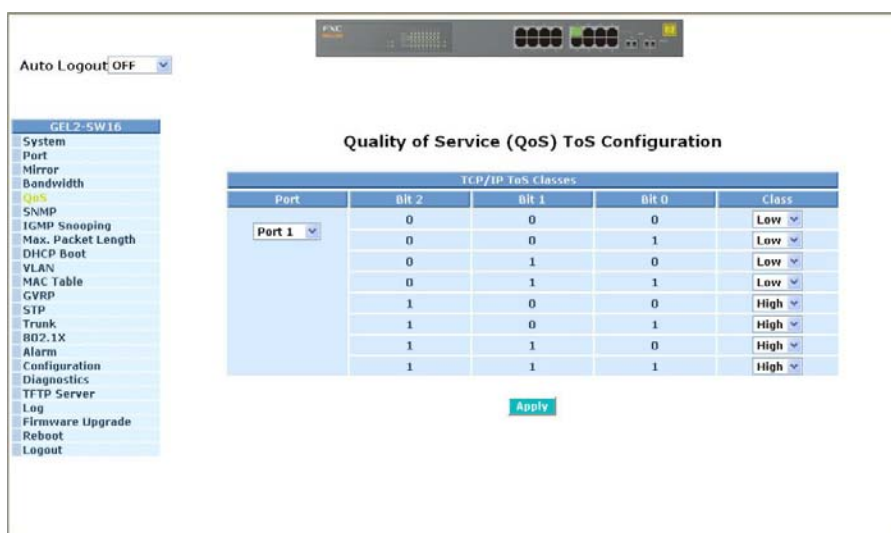 FXC
Auto Logout OFF
GEL2-SW16
System
Port
Mirror
Bandwidth
QoS
SNMP
IGMP Snooping
Max. Packet Length
DHCP Boot
VLAN
MAC Table
GVRP
STP
Trunk
802.1X
Alarm
Configuration
Diagnostics
TFTP Server
Log
Firmware Upgrade
Reboot
Logout
Quality of Service (QoS) ToS Configuration
TCP/IP ToS Classes
Port Bit 2 Bit 1 Bit 0 Class
Port 1
0 0 0 Low
0 0 1 Low
0 1 0 Low
0 1 1 Low
1 0 0 High
1 0 1 High
1 1 0 High
1 1 1 High
Apply